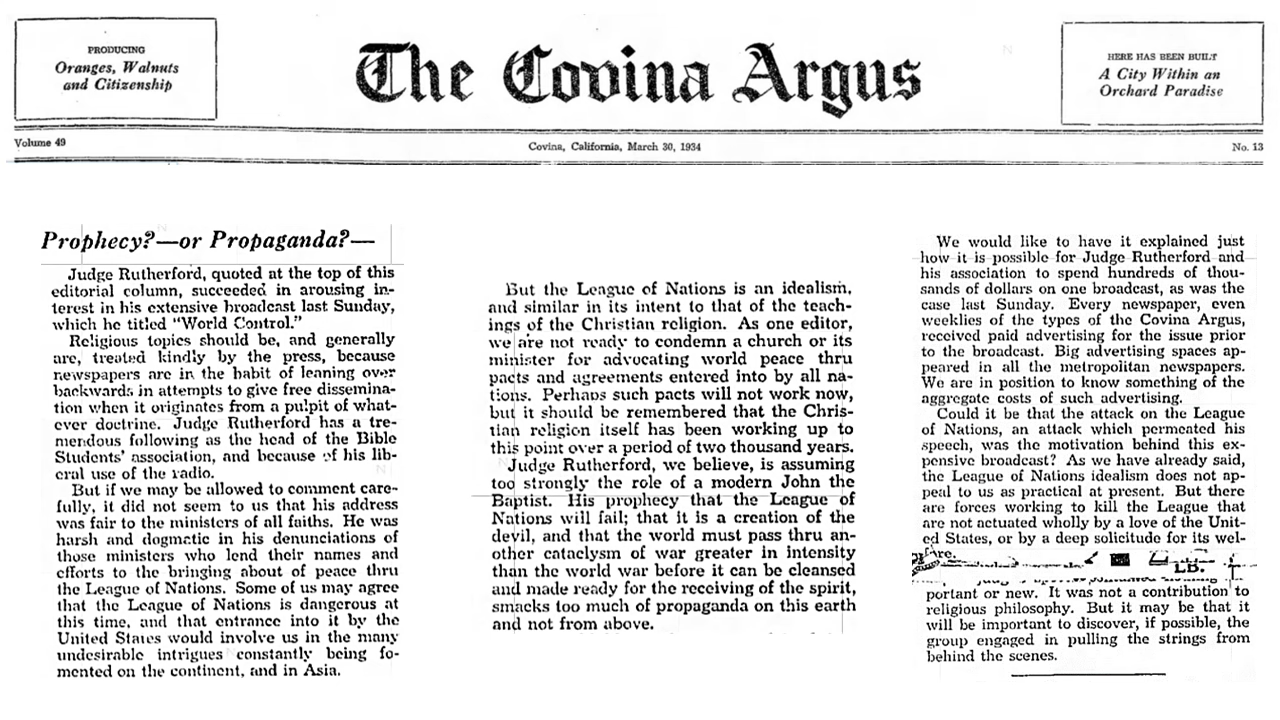 PRODUCING
Oranges, Walnuts
and Citizenship
The Covina Argus
HERE HAS BEEN BUILT
A City Within an
Orchard Paradise
Volume 49
Covina, California, March 30, 1934
No. 13
Prophecy?—or Propaganda?—
Judge Rutherford, quoted at the top of this
editorial column, succeeded in arousing in-
terest in his extensive broadcast last Sunday,
which he titled "World Control."
Religious topics should be, and generally
are, treated kindly by the press, because
newspapers are in the habit of leaning over
backwards in attempts to give free dissemina-
tion when it originates from a pulpit of what-
ever doctrine. Judge Rutherford has a tre-
mendous following as the head of the Bible
Students' association, and because of his lib-
eral use of the radio.
But if we may be allowed to comment care-
fully, it did not seem to us that his address
was fair to the ministers of all faiths. He was
harsh and dogmatic in his denunciations of
those ministers who lend their names and
efforts to the bringing about of peace thru
the League of Nations. Some of us may agree
that the League of Nations is dangerous at
this time, and that entrance into it by the
United States would involve us in the many
undesirable intrigues constantly being fo-
mented on the continent, and in Asia.
But the League of Nations is an idealism,
and similar in its intent to that of the teach-
ings of the Christian religion. As one editor,
we are not ready to condemn a church or its
minister for advocating world peace thru
pacts and agreements entered into by all na-
tions. Perhaps such pacts will not work now,
but it should be remembered that the Chris-
tian religion itself has been working up to
this point over a period of two thousand years.
Judge Rutherford, we believe, is assuming
too strongly the role of a modern John the
Baptist. His prophecy that the League of
Nations will fail; that it is a creation of the
devil, and that the world must pass thru an-
other cataclysm of war greater in intensity
than the world war before it can be cleansed
and made ready for the receiving of the spirit,
smacks too much of propaganda on this earth
and not from above.
We would like to have it explained just
how it is possible for Judge Rutherford and
his association to spend hundreds of thou-
sands of dollars on one broadcast, as was the
case last Sunday. Every newspaper, even
weeklies of the types of the Covina Argus,
received paid advertising for the issue prior
to the broadcast. Big advertising spaces ap-
peared in all the metropolitan newspapers.
We are in position to know something of the
aggregate costs of such advertising.
Could it be that the attack on the League
of Nations, an attack which permeated his
speech, was the motivation behind this ex-
pensive broadcast? As we have already said,
the League of Nations idealism does not ap-
peal to us as practical at present. But there
are forces working to kill the League that
are not actuated wholly by a love of the Unit-
ed States, or by a deep solicitude for its wel-
fare.
portant or new. It was not a contribution to
religious philosophy. But it may be that it
will be important to discover, if possible, the
group engaged in pulling the strings from
behind the scenes.